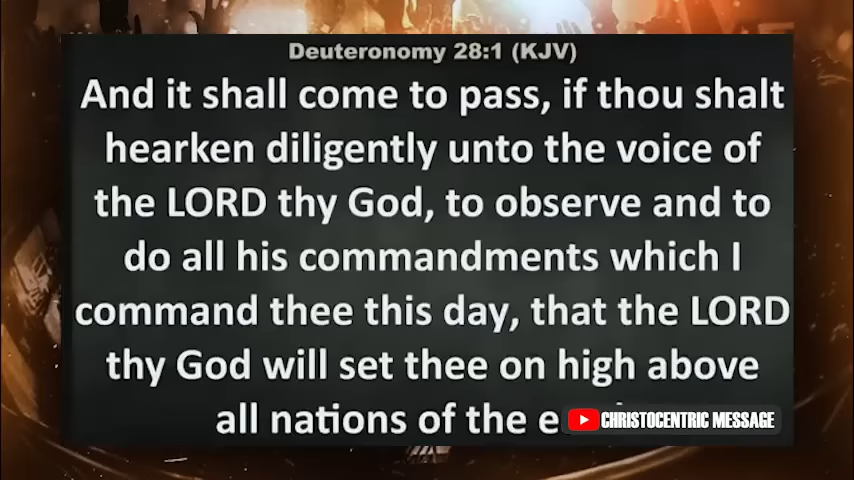 Deuteronomy 28:1 (KJV)
And it shall come to pass, if thou shalt
hearken diligently unto the voice of
the LORD thy God, to observe and to
do all his commandments which I
command thee this day, that the LORD
thy God will set thee on high above
all nations of the
CHRISTOCENTRIC MESSAGE